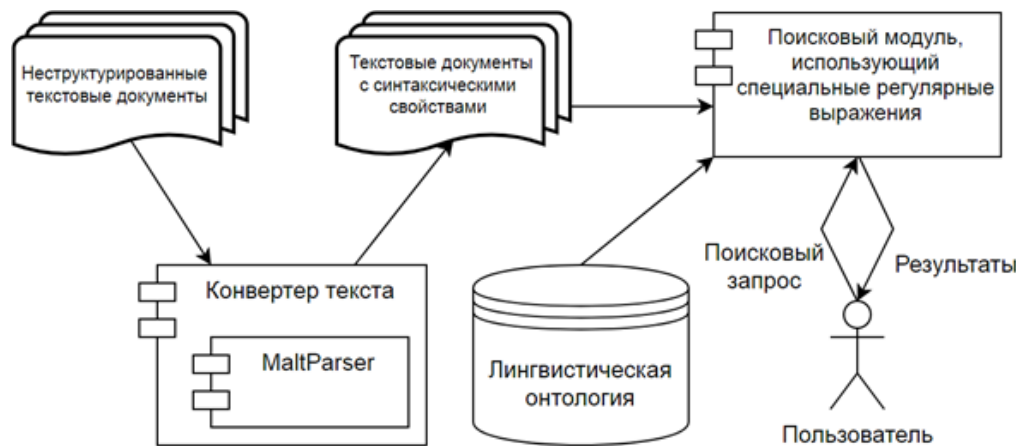 Неструктурированные
текстовые документы
Текстовые документы
с синтаксическими
свойствами
Поисковый модуль,
использующий
специальные регулярные
выражения
Конвертер текста
MaltParser
Лингвистическая
онтология
Поисковый
запрос
Результаты
Пользователь